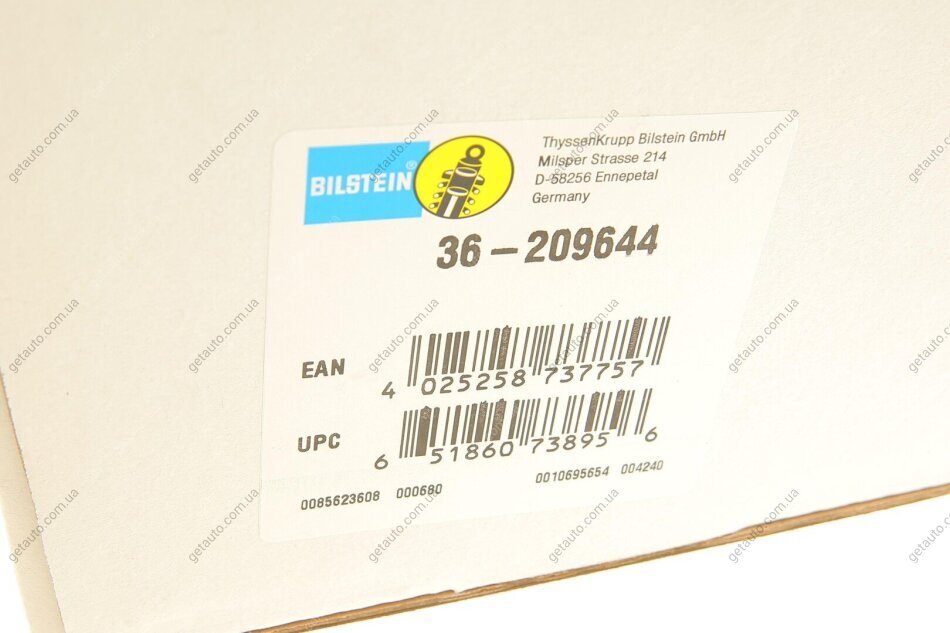 BILSTEIN®
ThyssenKrupp Bilstein GmbH
Milsper Strasse 214
D-58256 Ennepetal
Germany
36-209644
EAN
4 025258 737757
UPC
6 51860 73895 6
0085623608 000680
0010695654 004240
getauto.com.ua